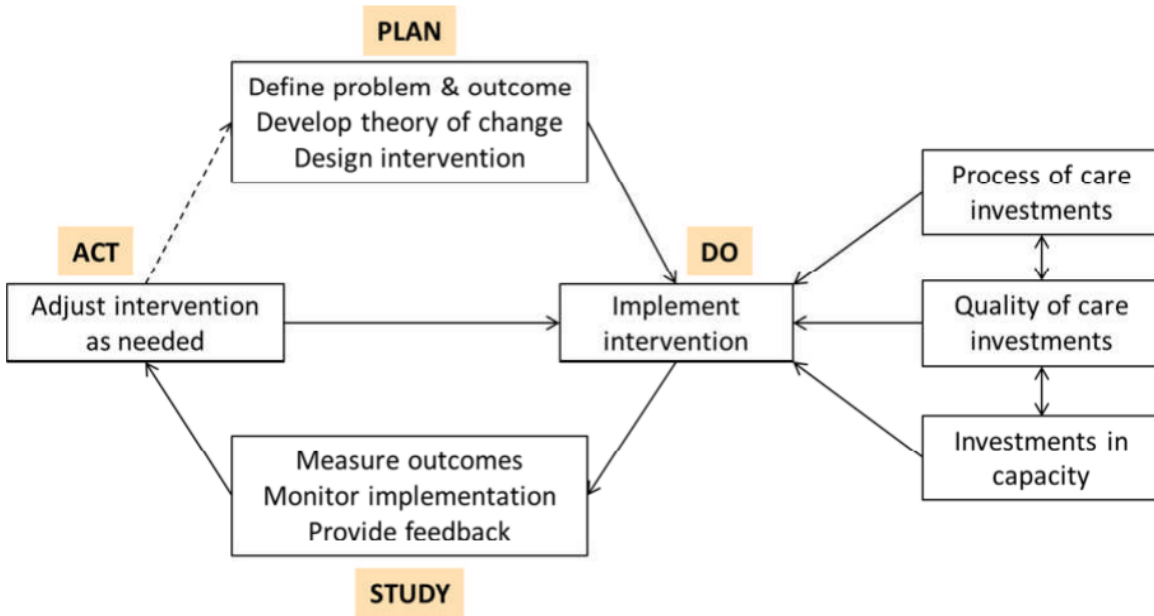 PLAN
Define problem & outcome
Develop theory of change
Design intervention
ACT
Adjust intervention
as needed
DO
Implement
intervention
Process of care
investments
Quality of care
investments
Investments in
capacity
Measure outcomes
Monitor implementation
Provide feedback
STUDY